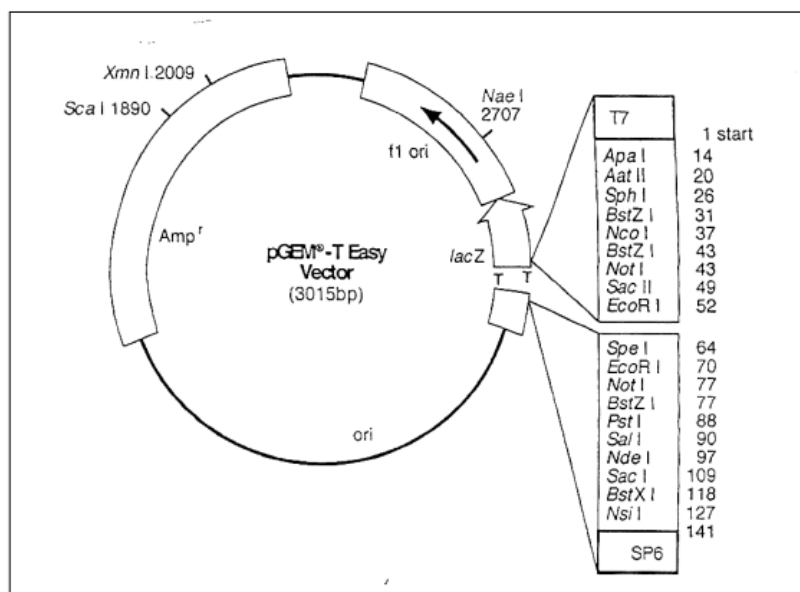 Xmn I 2009
Sca I 1890
Nae I
2707
f1 ori
Amp r
pGEM®-T Easy
Vector
(3015bp)
lacZ
T T
ori
T7
1 start
Apa I 14
Aat II 20
Sph I 26
BstZ I 31
Nco I 37
BstZ I 43
Not I 43
Sac II 49
EcoR I 52
Spe I 64
EcoR I 70
Not I 77
BstZ I 77
Pst I 88
Sal I 90
Nde I 97
Sac I 109
BstX I 118
Nsi I 127
141
SP6